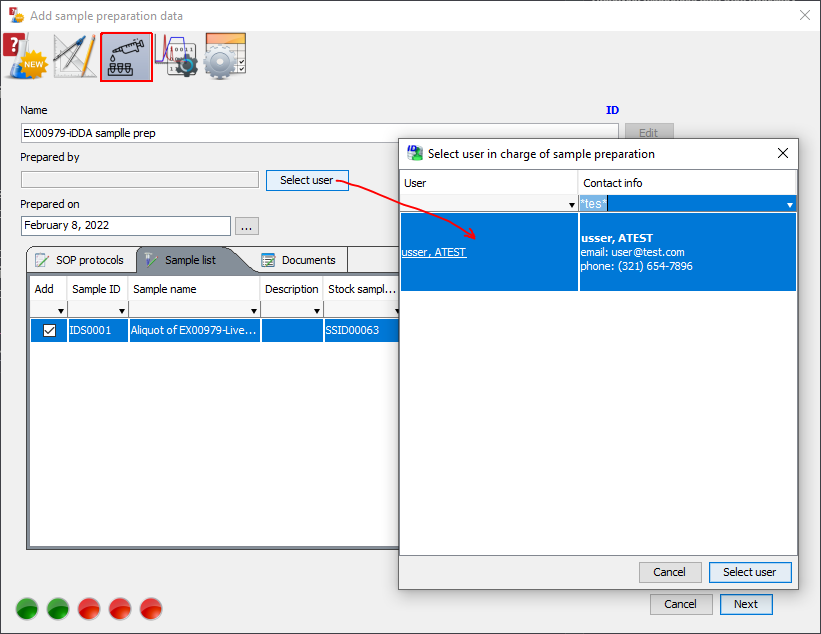 Add sample preparation data
?
NEW
Name
ID
EX00979-iDDA samplle prep
Edit
Prepared by
Select user
Prepared on
February 8, 2022
...
SOP protocols
Sample list
Documents
Add
Sample ID
Sample name
Description
Stock sampl...
IDS0001
Aliquot of EX00979-Live...
SSID00063
ID
Select user in charge of sample preparation
User
Contact info
*tes*
usser, ATEST
usser, ATEST
email: user@test.com
phone: (321) 654-7896
Cancel
Select user
Cancel
Next